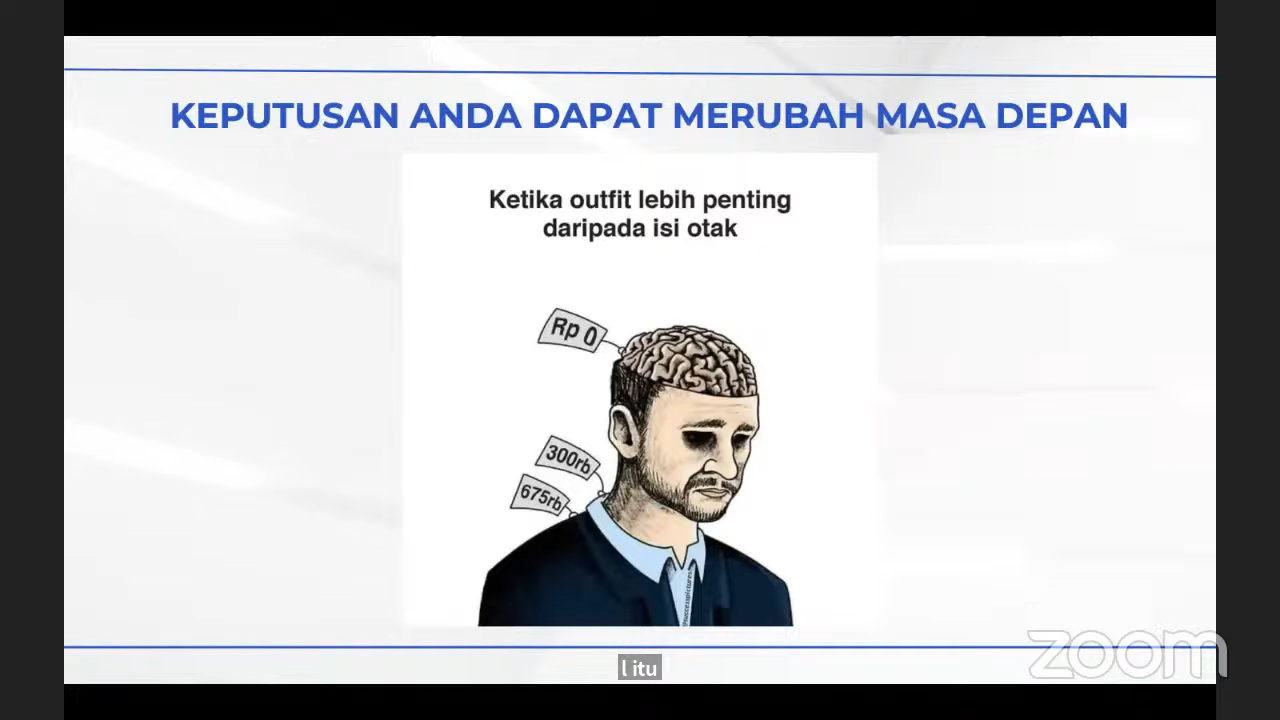 KEPUTUSAN ANDA DAPAT MERUBAH MASA DEPAN
Ketika outfit lebih penting
daripada isi otak
Rp 0
300rb
675rb
@successpictures
zoom
l itu